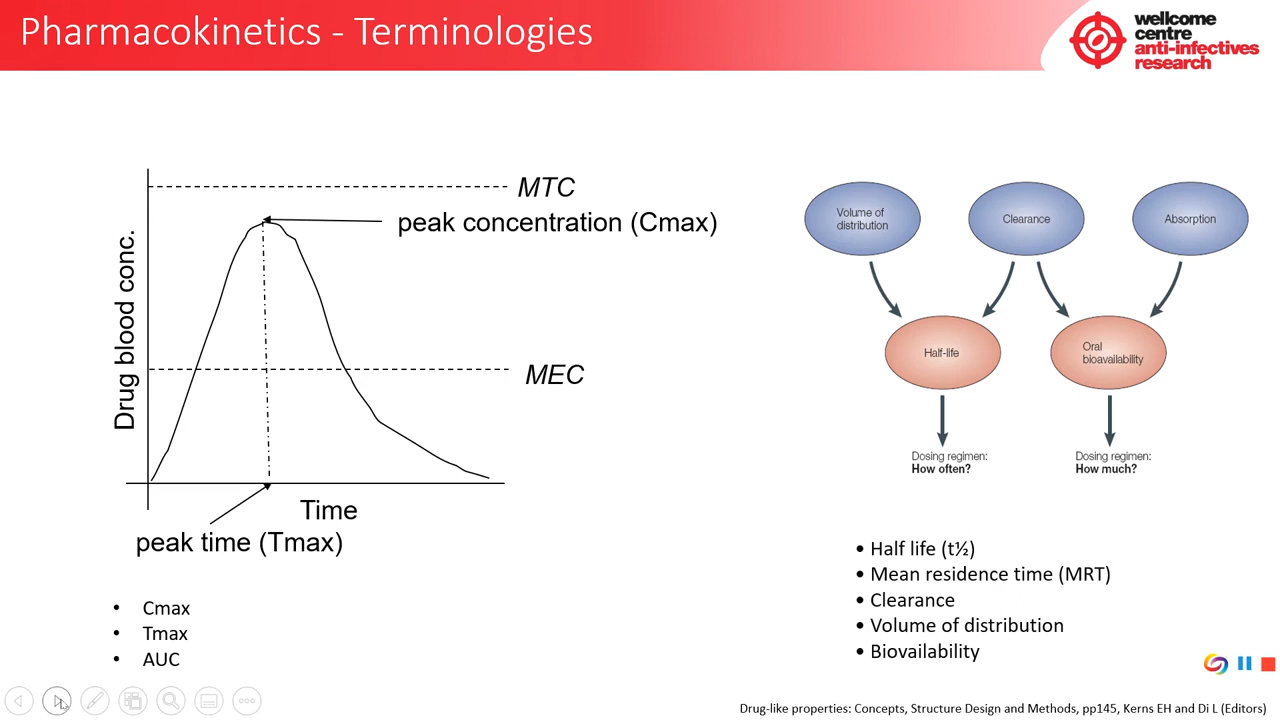 Pharmacokinetics - Terminologies
wellcome
centre
anti-infectives
research
MTC
peak concentration (Cmax)
Drug blood conc.
MEC
Time
peak time (Tmax)
• Cmax
• Tmax
• AUC
Volume of
distribution
Clearance
Absorption
Half-life
Oral
bioavailability
Dosing regimen:
How often?
Dosing regimen:
How much?
• Half life (t½)
• Mean residence time (MRT)
• Clearance
• Volume of distribution
• Biovailability
Drug-like properties: Concepts, Structure Design and Methods, pp145, Kerns EH and Di L (Editors)